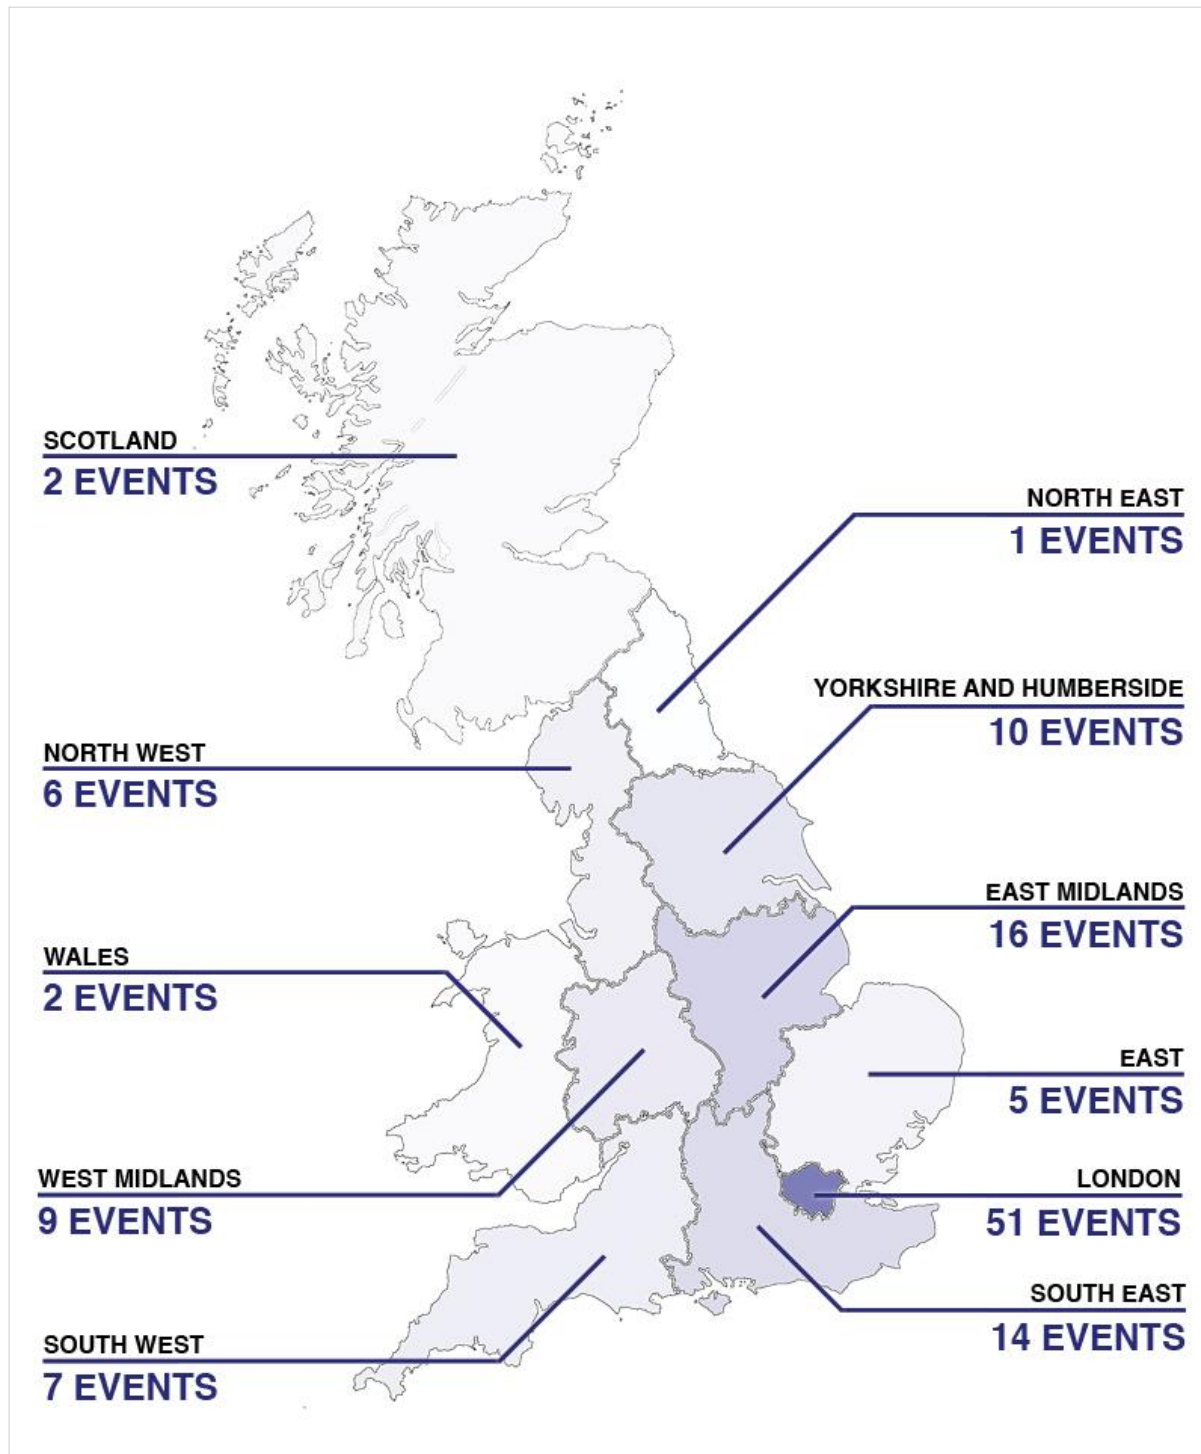 SCOTLAND
2 EVENTS
NORTH EAST
1 EVENTS
YORKSHIRE AND HUMBERSIDE
10 EVENTS
NORTH WEST
6 EVENTS
EAST MIDLANDS
16 EVENTS
WALES
2 EVENTS
EAST
5 EVENTS
WEST MIDLANDS
9 EVENTS
LONDON
51 EVENTS
SOUTH EAST
14 EVENTS
SOUTH WEST
7 EVENTS